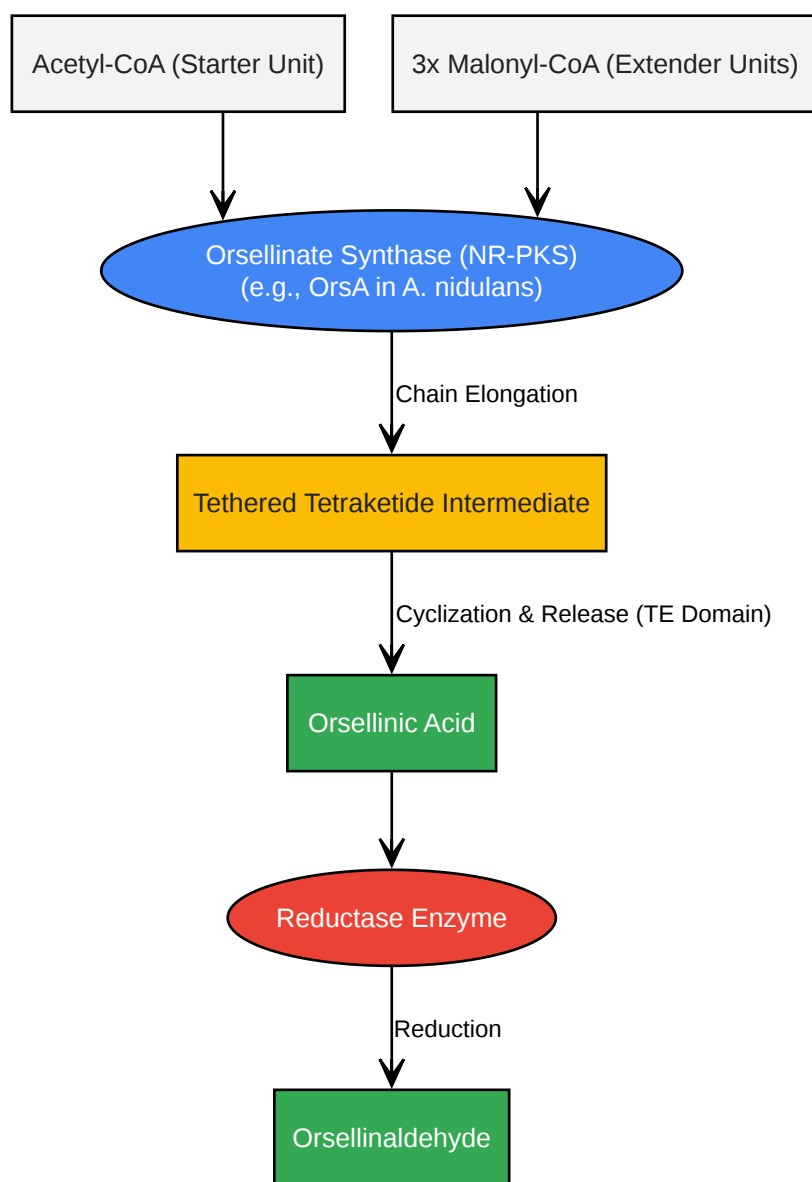 Acetyl-CoA (Starter Unit)
3x Malonyl-CoA (Extender Units)
Orsellinate Synthase (NR-PKS)
(e.g., OrsA in A. nidulans)
Chain Elongation
Tethered Tetraketide Intermediate
Cyclization & Release (TE Domain)
Orsellinic Acid
Reductase Enzyme
Reduction
Orsellinaldehyde